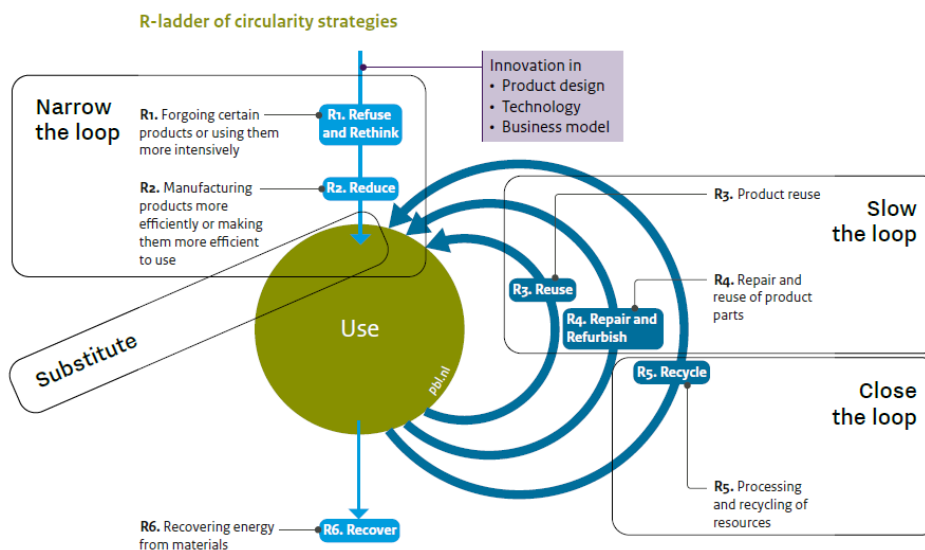 R-ladder of circularity strategies
Innovation in
• Product design
• Technology
• Business model
Narrow
the loop
R1. Forgoing certain
products or using them
more intensively
R1. Refuse
and Rethink
R2. Manufacturing
products more
efficiently or making
them more efficient
to use
R2. Reduce
Slow
the loop
R3. Product reuse
R3. Reuse
R4. Repair and
reuse of product
parts
R4. Repair and
Refurbish
Substitute
Use
pbl.nl
R5. Recycle
Close
the loop
R5. Processing
and recycling of
resources
R6. Recovering energy
from materials
R6. Recover